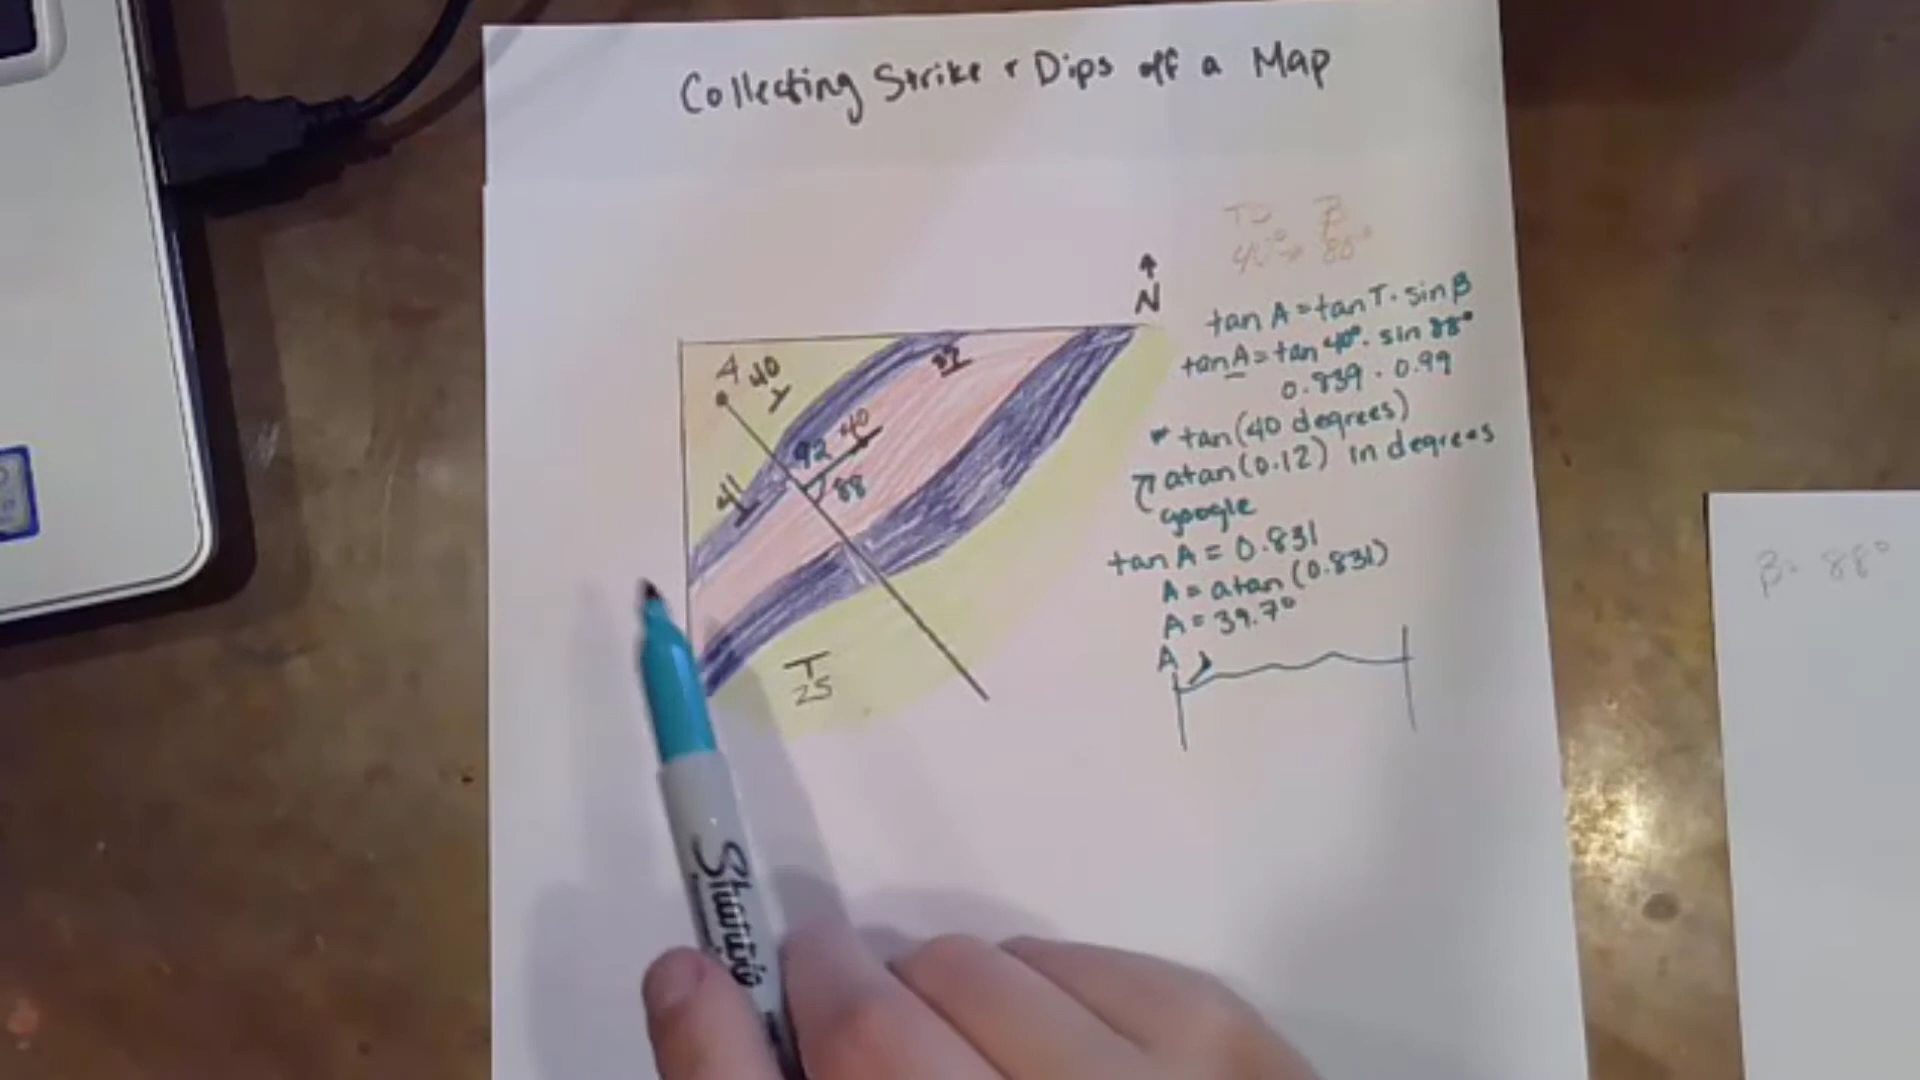 Collecting Strike & Dips off a Map
TD β
40° → 88°
N
tan A = tan T · sin β
tan A = tan 40° · sin 88°
0.839 · 0.99
* tan(40 degrees)
atan(0.12) in degrees
google
tan A = 0.831
A = atan(0.831)
A = 39.7°
A
A 40
39
92 40
41 88
25
Sharpie
β = 88°